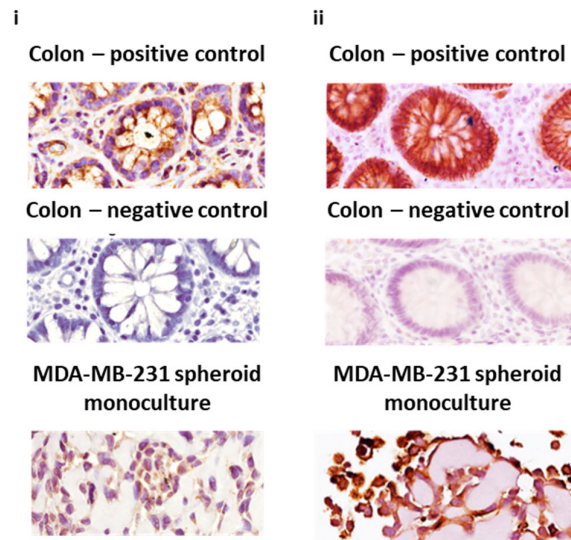 i
ii
Colon – positive control
Colon – positive control
Colon – negative control
Colon – negative control
MDA-MB-231 spheroid
monoculture
MDA-MB-231 spheroid
monoculture